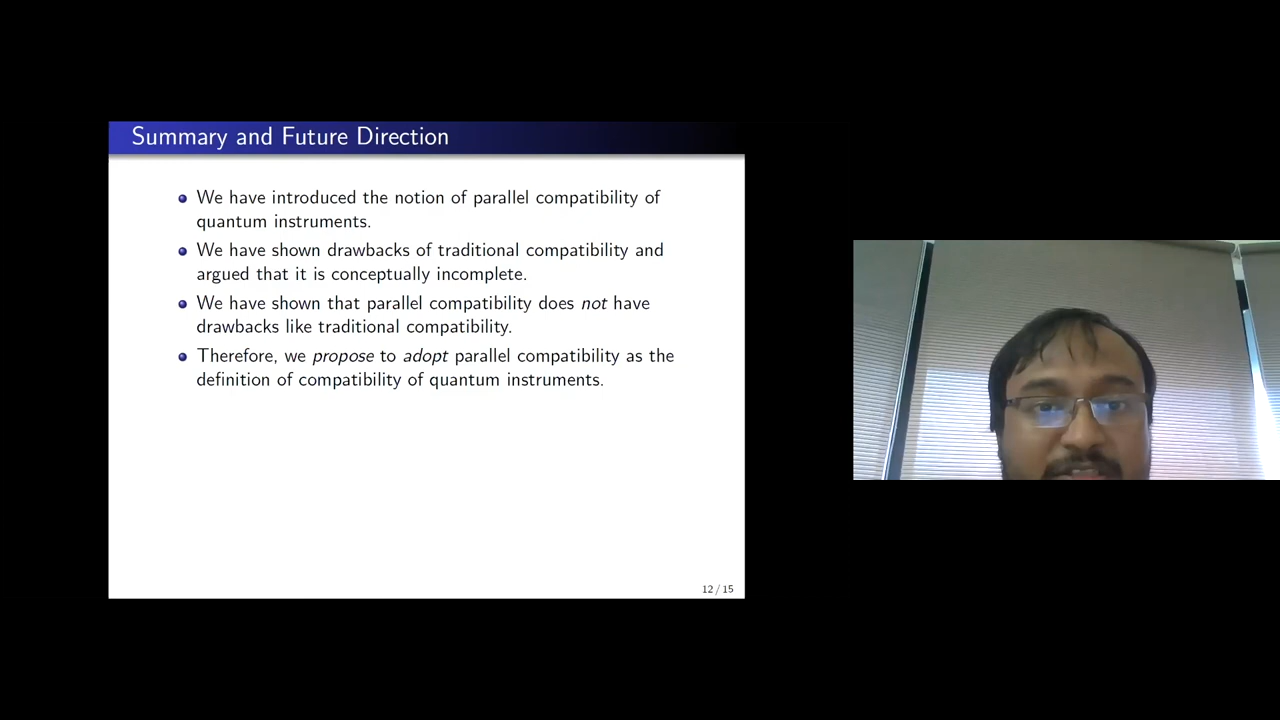 Summary and Future Direction
We have introduced the notion of parallel compatibility of
quantum instruments.
We have shown drawbacks of traditional compatibility and
argued that it is conceptually incomplete.
We have shown that parallel compatibility does not have
drawbacks like traditional compatibility.
Therefore, we propose to adopt parallel compatibility as the
definition of compatibility of quantum instruments.
12 / 15